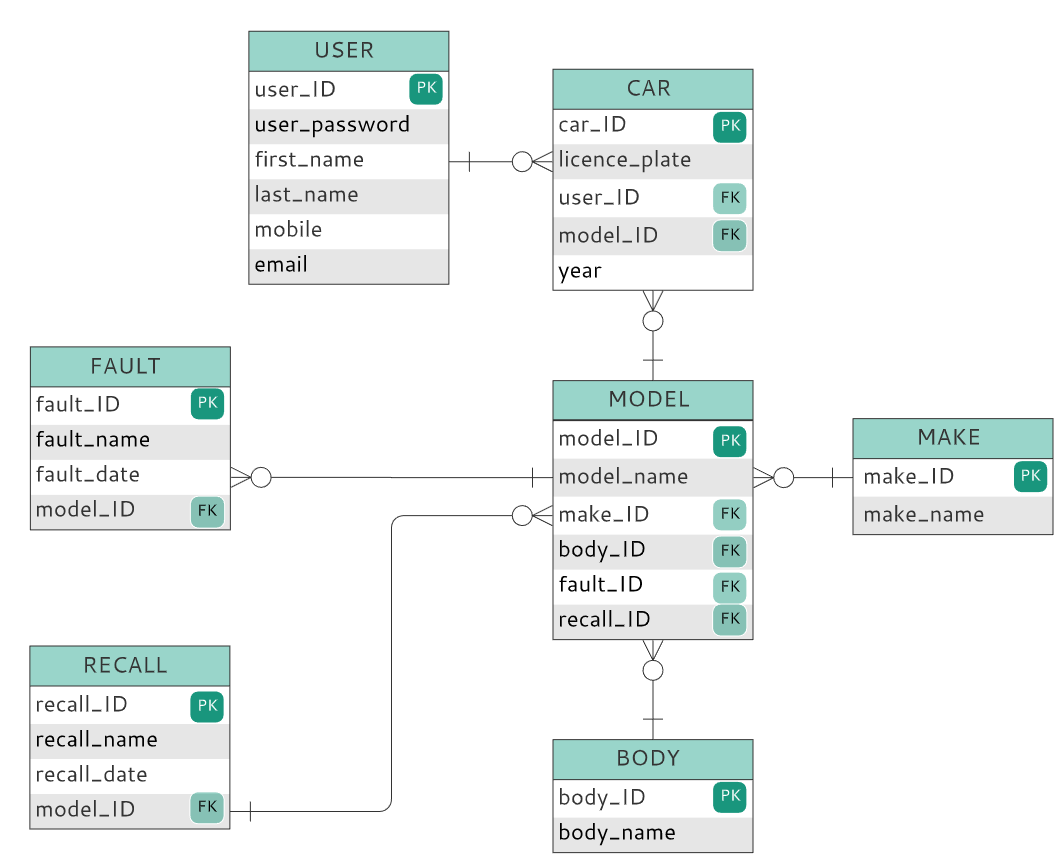 USER
user_ID PK
user_password
first_name
last_name
mobile
email
CAR
car_ID PK
licence_plate
user_ID FK
model_ID FK
year
FAULT
fault_ID PK
fault_name
fault_date
model_ID FK
MODEL
model_ID PK
model_name
make_ID FK
body_ID FK
fault_ID FK
recall_ID FK
MAKE
make_ID PK
make_name
RECALL
recall_ID PK
recall_name
recall_date
model_ID FK
BODY
body_ID PK
body_name